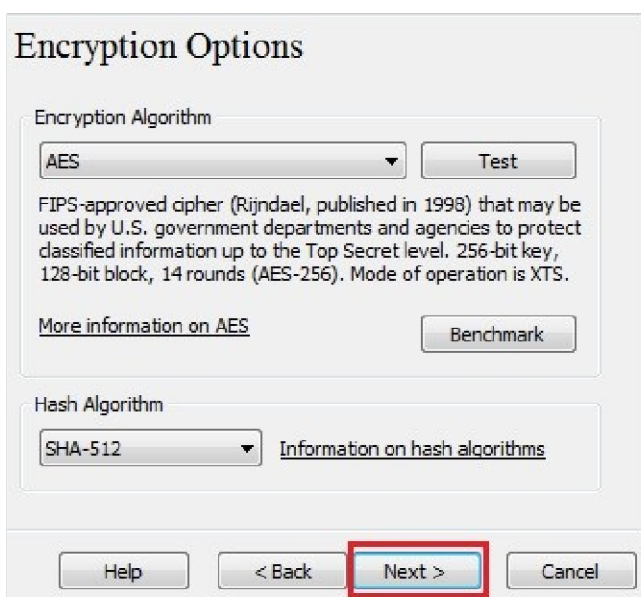 Encryption Options
Encryption Algorithm
AES
Test
FIPS-approved cipher (Rijndael, published in 1998) that may be
used by U.S. government departments and agencies to protect
classified information up to the Top Secret level. 256-bit key,
128-bit block, 14 rounds (AES-256). Mode of operation is XTS.
More information on AES
Benchmark
Hash Algorithm
SHA-512
Information on hash algorithms
Help
< Back
Next >
Cancel